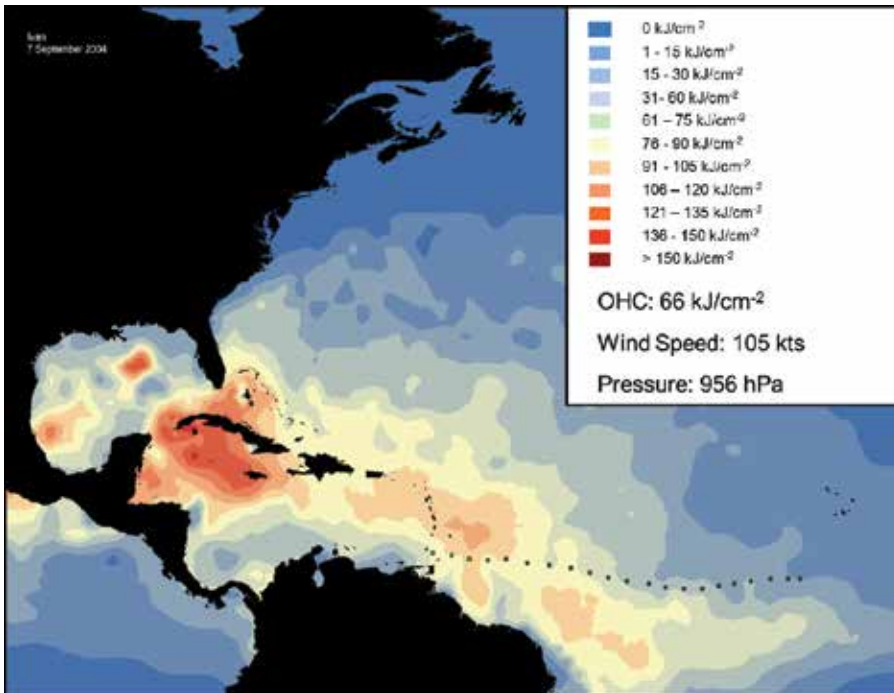 Ivan
7 September 2004
0 kJ/cm-2
1 - 15 kJ/cm-2
15 - 30 kJ/cm-2
31- 60 kJ/cm-2
61 – 75 kJ/cm-2
76 - 90 kJ/cm-2
91 - 105 kJ/cm-2
106 – 120 kJ/cm-2
121 – 135 kJ/cm-2
136 - 150 kJ/cm-2
> 150 kJ/cm-2
OHC: 66 kJ/cm-2
Wind Speed: 105 kts
Pressure: 956 hPa